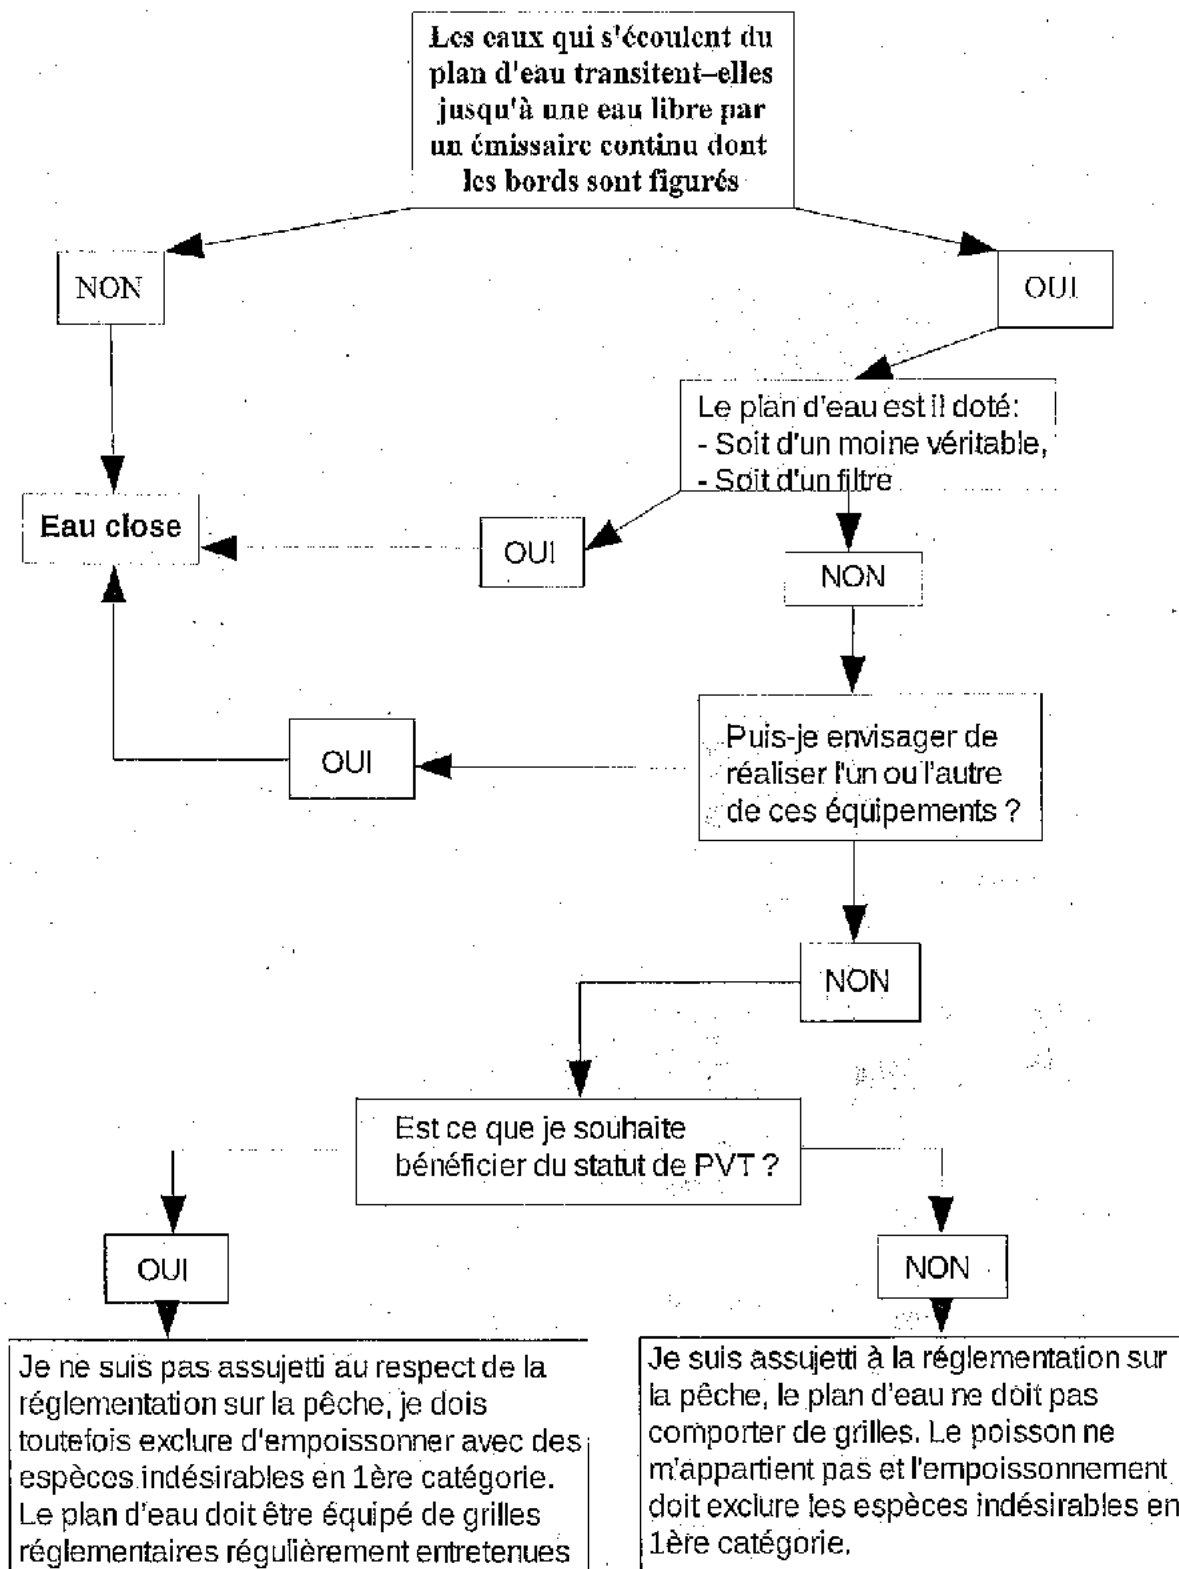 Les eaux qui s'écoulent du
plan d'eau transitent–elles
jusqu'à une eau libre par
un émissaire continu dont
les bords sont figurés
NON
OUI
Le plan d'eau est il doté:
- Soit d'un moine véritable,
- Soit d'un filtre
Eau close
OUI
NON
Puis-je envisager de
réaliser l'un ou l'autre
de ces équipements ?
OUI
NON
Est ce que je souhaite
bénéficier du statut de PVT ?
OUI
NON
Je ne suis pas assujetti au respect de la
réglementation sur la pêche, je dois
toutefois exclure d'empoissonner avec des
espèces indésirables en 1ère catégorie.
Le plan d'eau doit être équipé de grilles
réglementaires régulièrement entretenues
Je suis assujetti à la réglementation sur
la pêche, le plan d'eau ne doit pas
comporter de grilles. Le poisson ne
m'appartient pas et l'empoissonnement
doit exclure les espèces indésirables en
1ère catégorie.